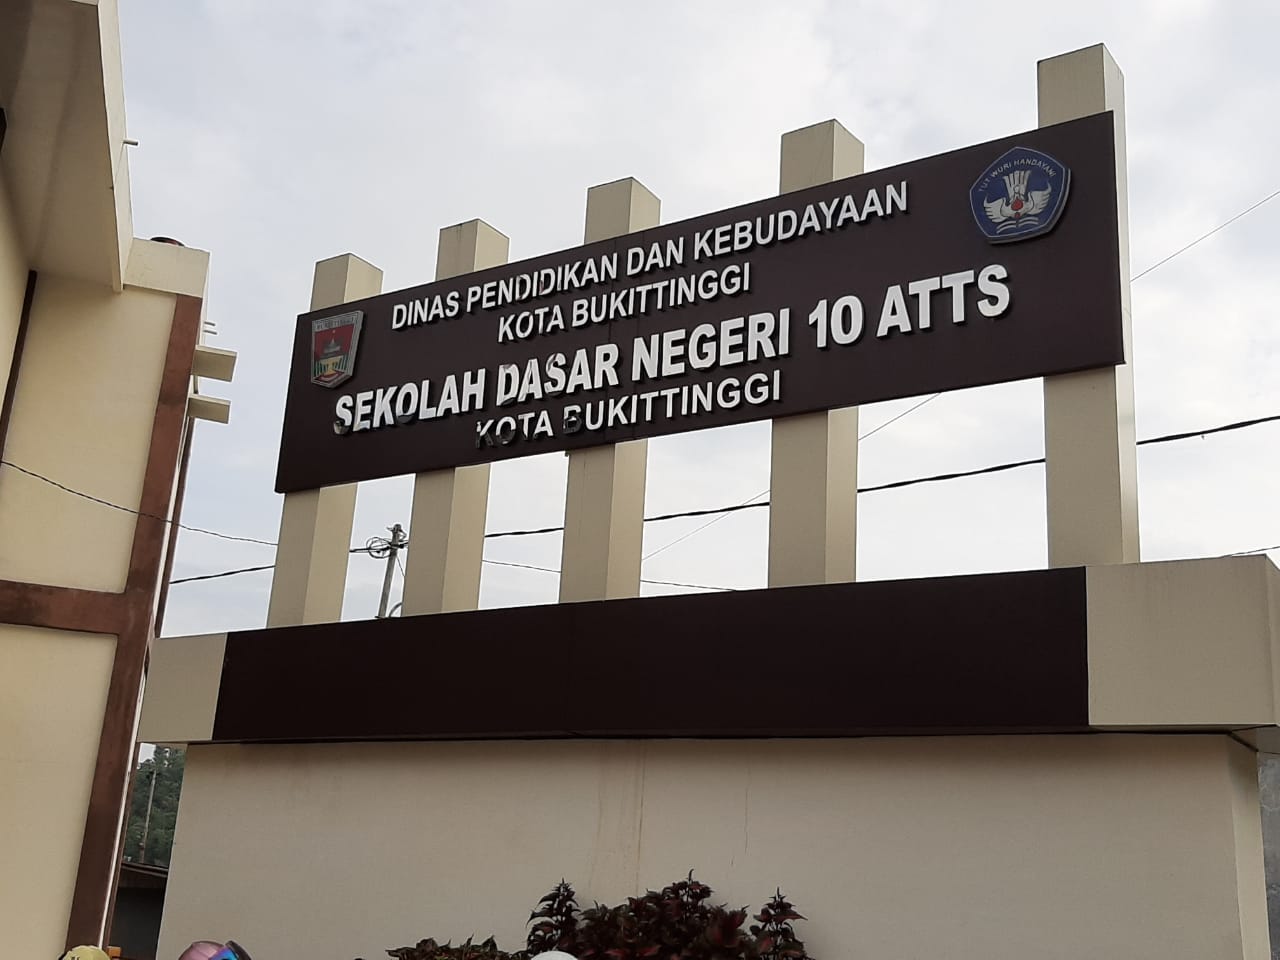 DINAS PENDIDIKAN DAN KEBUDAYAAN
KOTA BUKITTINGGI
SEKOLAH DASAR NEGERI 10 ATTS
KOTA BUKITTINGGI
TUT WURI HANDAYANI